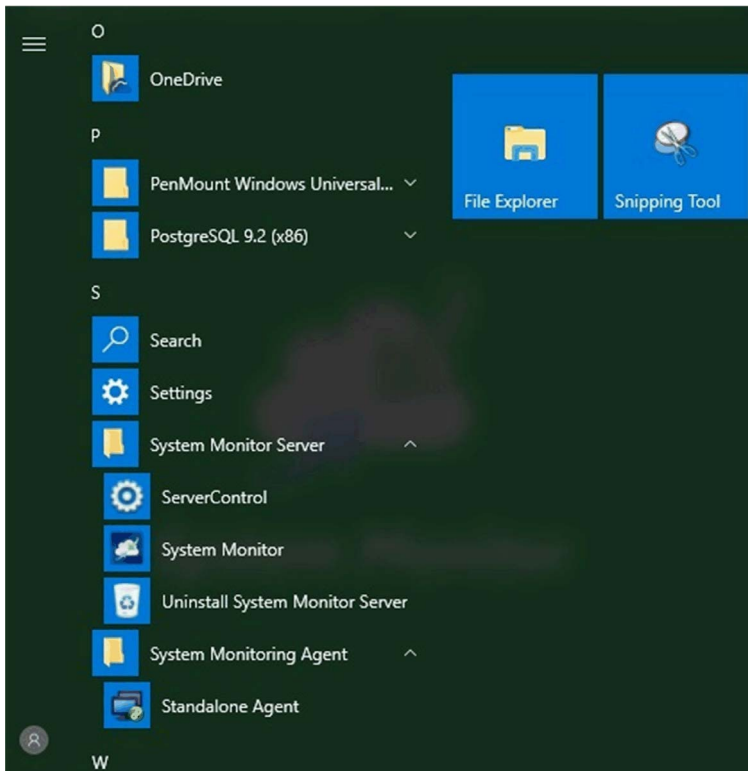 O
OneDrive
P
PenMount Windows Universal...
PostgreSQL 9.2 (x86)
S
Search
Settings
System Monitor Server
ServerControl
System Monitor
Uninstall System Monitor Server
System Monitoring Agent
Standalone Agent
W
File Explorer
Snipping Tool